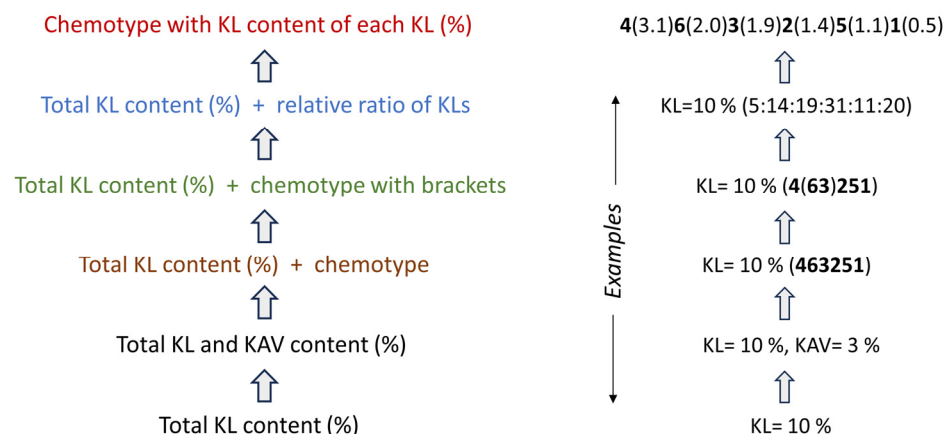 Chemotype with KL content of each KL (%)
4(3.1)6(2.0)3(1.9)2(1.4)5(1.1)1(0.5)
Total KL content (%) + relative ratio of KLs
KL=10 % (5:14:19:31:11:20)
Total KL content (%) + chemotype with brackets
KL= 10 % (4(63)251)
Total KL content (%) + chemotype
KL= 10 % (463251)
Examples
Total KL and KAV content (%)
KL= 10 %, KAV= 3 %
Total KL content (%)
KL= 10 %